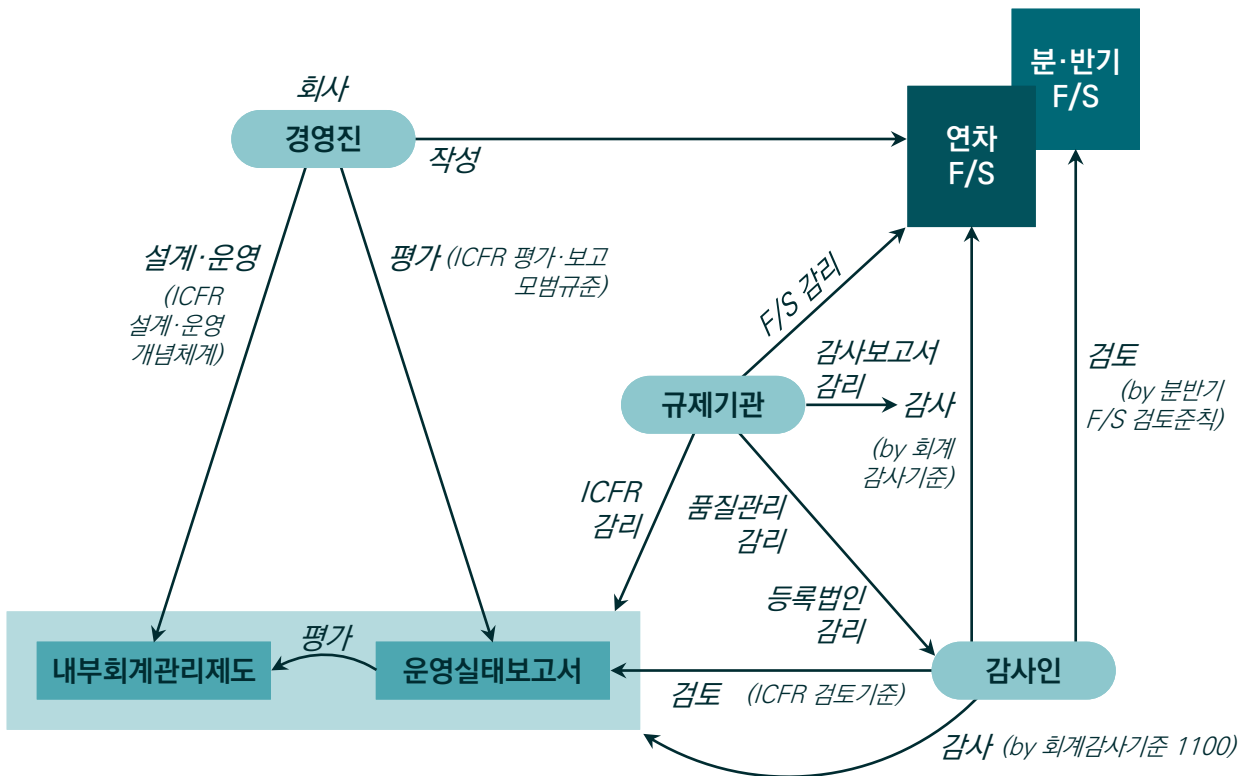 분·반기
F/S
회사
경영진
연차
F/S
작성
설계·운영
(ICFR
설계·운영
개념체계)
평가 (ICFR 평가·보고
모범규준)
F/S 감리
감사보고서
감리
검토
(by 분반기
F/S 검토준칙)
규제기관
감사
(by 회계
감사기준)
ICFR
감리
품질관리
감리
등록법인
감리
평가
내부회계관리제도
운영실태보고서
감사인
검토 (ICFR 검토기준)
감사 (by 회계감사기준 1100)